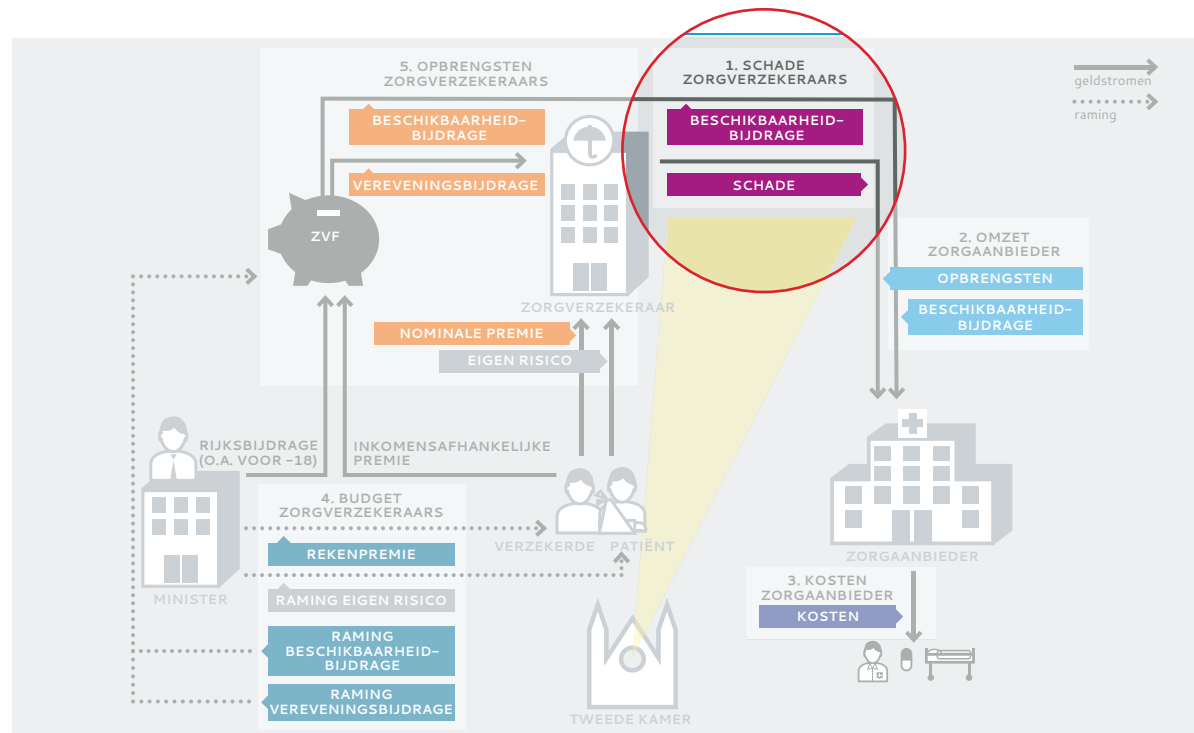 5. OPBRENGSTEN
ZORGVERZEKERAARS
BESCHIKBAARHEID-
BIJDRAGE
VEREVENINGSBIJDRAGE
ZVF
1. SCHADE
ZORGVERZEKERAARS
BESCHIKBAARHEID-
BIJDRAGE
SCHADE
geldstromen
raming
2. OMZET
ZORGAANBIEDER
OPBRENGSTEN
BESCHIKBAARHEID-
BIJDRAGE
ZORGVERZEKERAAR
NOMINALE PREMIE
EIGEN RISICO
RIJKSBIJDRAGE
(O.A. VOOR -18)
INKOMENSAFHANKELIJKE
PREMIE
4. BUDGET
ZORGVERZEKERAARS
REKENPREMIE
RAMING EIGEN RISICO
RAMING
BESCHIKBAARHEID-
BIJDRAGE
RAMING
VEREVENINGSBIJDRAGE
MINISTER
VERZEKERDE
PATIËNT
ZORGAANBIEDER
3. KOSTEN
ZORGAANBIEDER
KOSTEN
TWEEDE KAMER